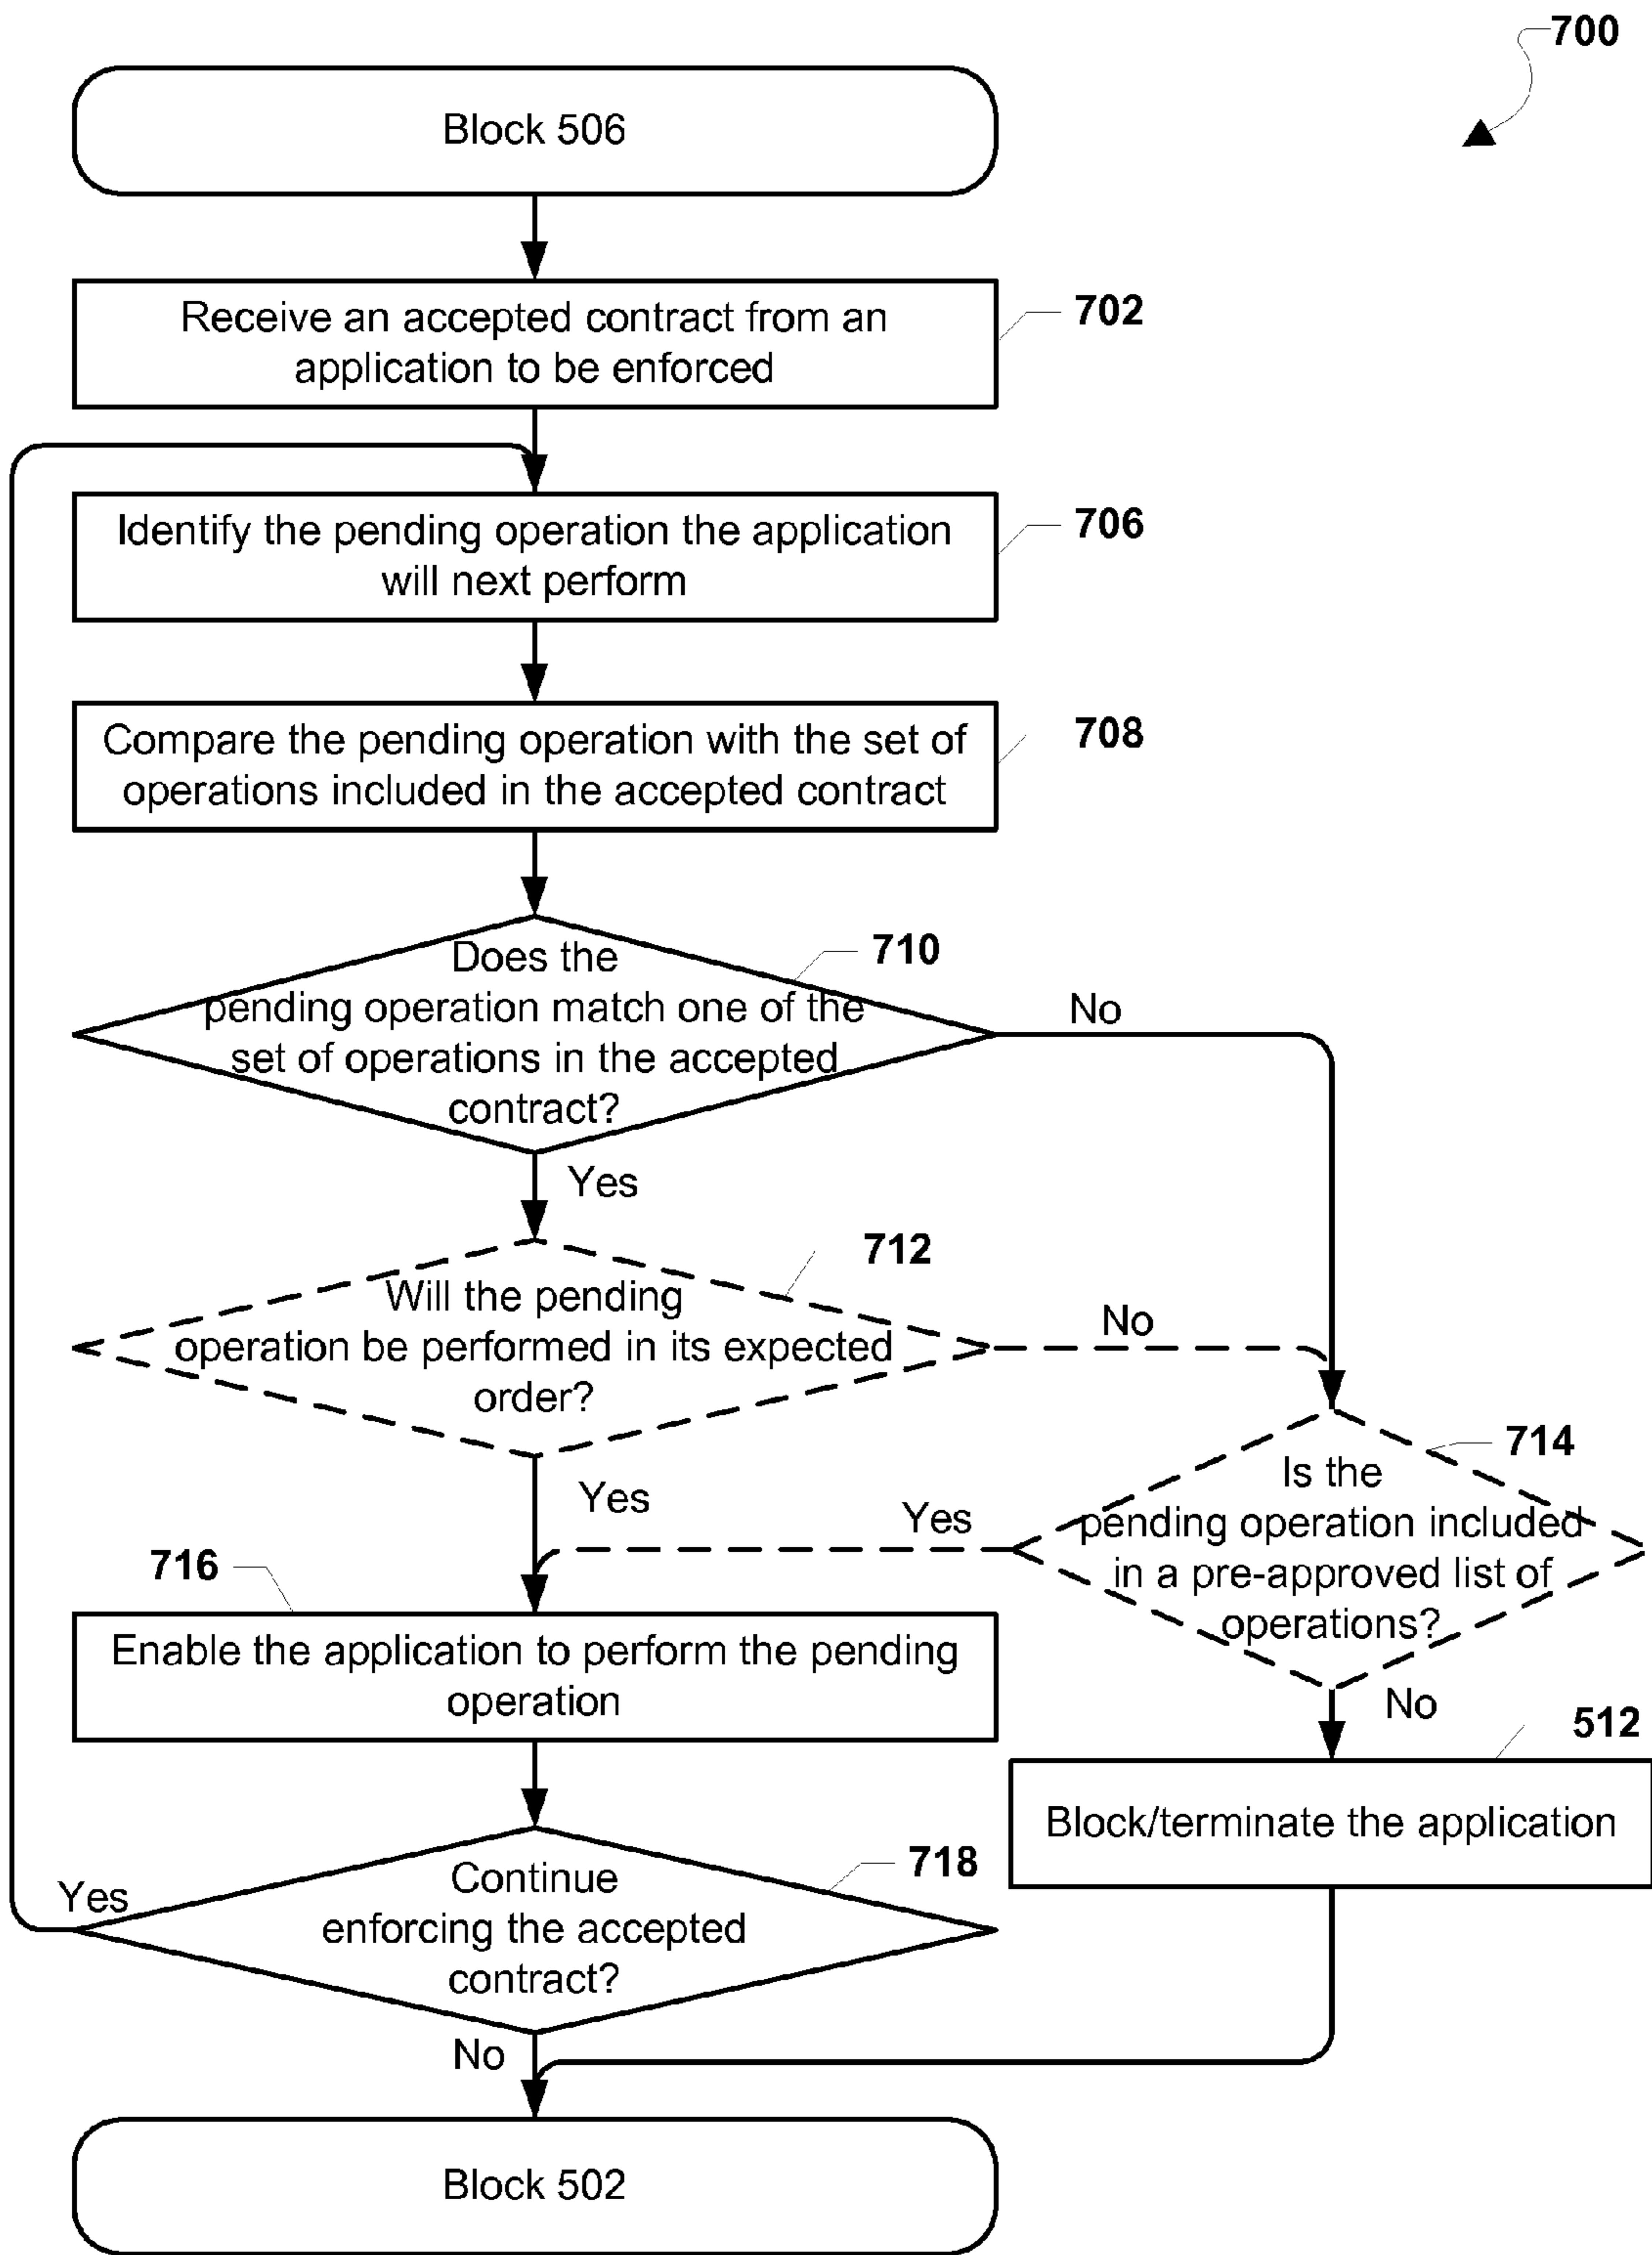 700
Block 506
Receive an accepted contract from an
application to be enforced
702
Identify the pending operation the application
will next perform
706
Compare the pending operation with the set of
operations included in the accepted contract
708
Does the
pending operation match one of the
set of operations in the accepted
contract?
710
No
Yes
Will the pending
operation be performed in its expected
order?
712
No
Yes
Is the
pending operation included
in a pre-approved list of
operations?
714
Yes
No
716
Enable the application to perform the pending
operation
512
Block/terminate the application
Continue
enforcing the accepted
contract?
718
Yes
No
Block 502